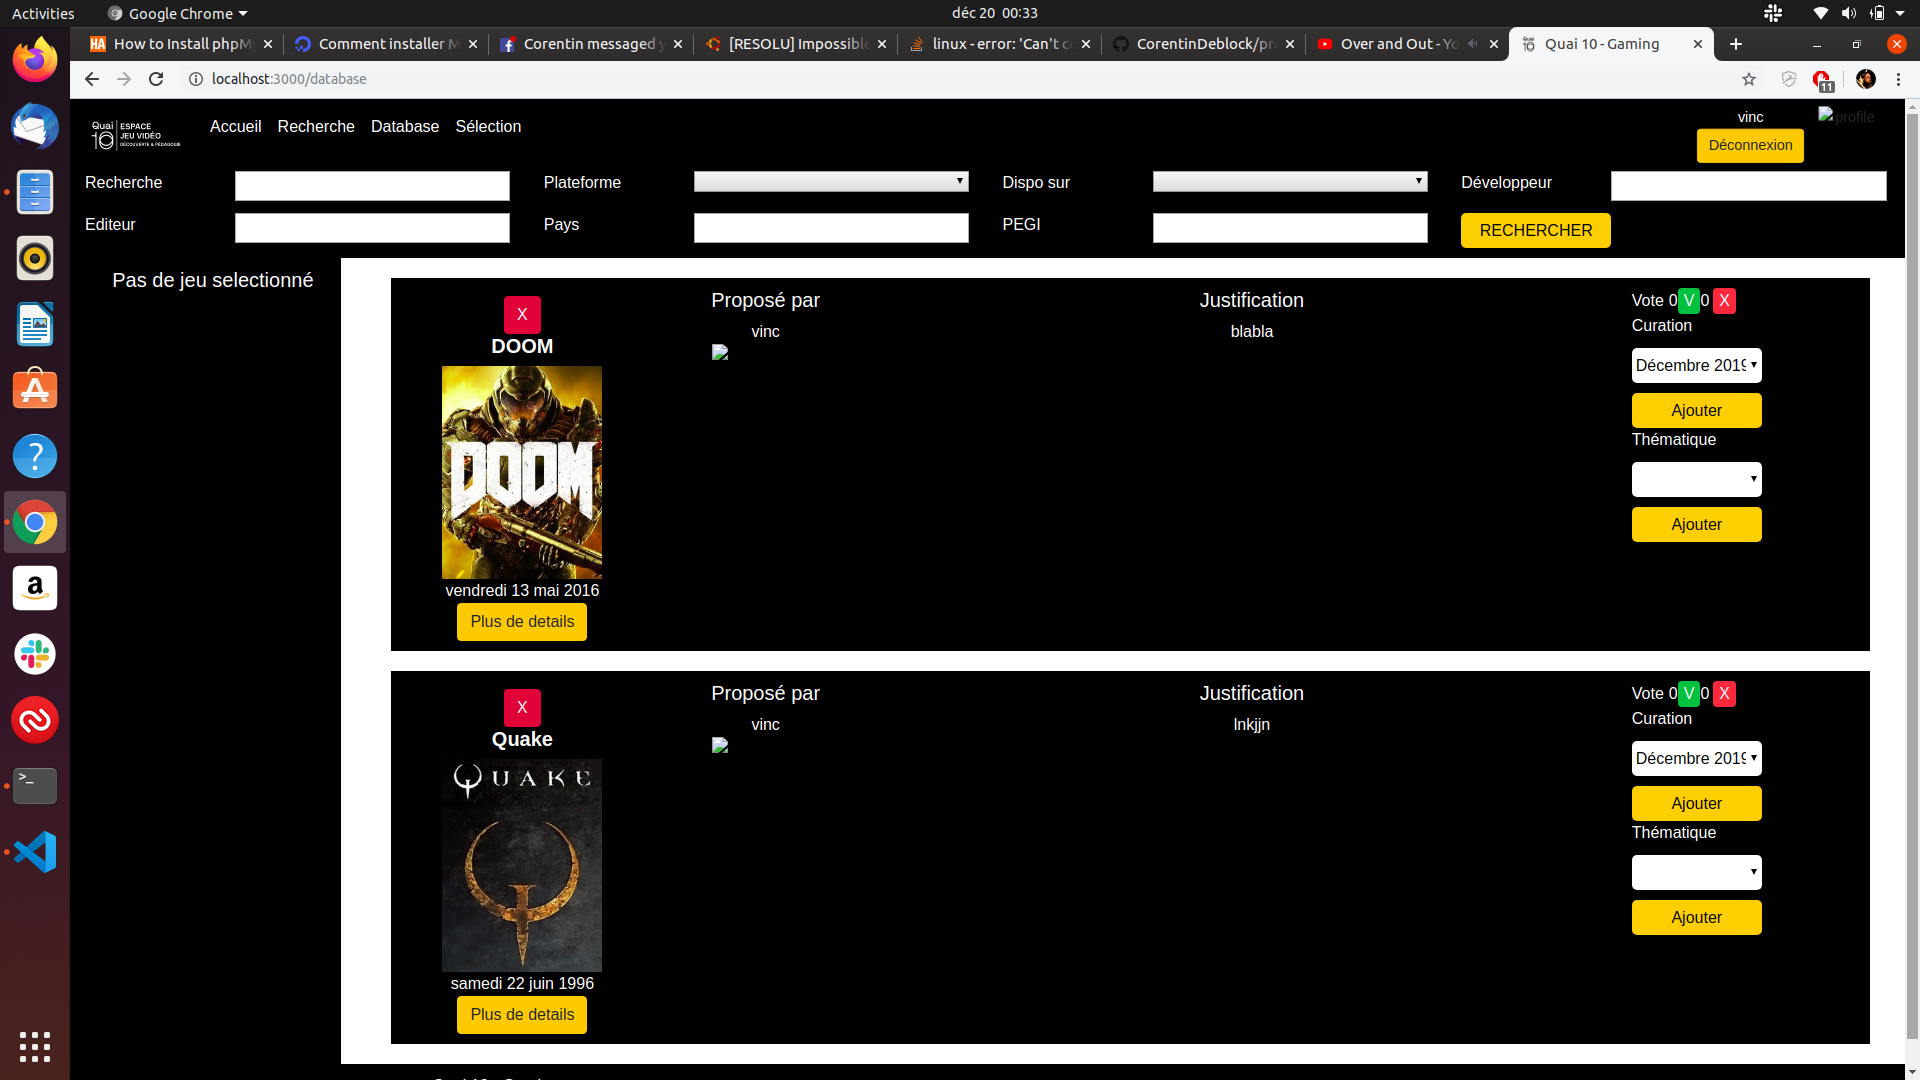 Activities
Google Chrome
déc 20 00:33
How to Install phpM
Comment installer M
Corentin messaged y
[RESOLU] Impossible
linux - error: 'Can't c
CorentinDeblock/pr
Over and Out - Yo
Quai 10 - Gaming
localhost:3000/database
11
Quai 10
ESPACE
JEU VIDÉO
DÉCOUVERTE & PÉDAGOGIE
Accueil
Recherche
Database
Sélection
vinc
profile
Déconnexion
Recherche
Plateforme
Dispo sur
Développeur
Editeur
Pays
PEGI
RECHERCHER
Pas de jeu selectionné
X
DOOM
DOOM
vendredi 13 mai 2016
Plus de details
Proposé par
vinc
Justification
blabla
Vote 0 V 0 X
Curation
Décembre 2019
Ajouter
Thématique
Ajouter
X
Quake
QUAKE
samedi 22 juin 1996
Plus de details
Proposé par
vinc
Justification
lnkjjn
Vote 0 V 0 X
Curation
Décembre 2019
Ajouter
Thématique
Ajouter